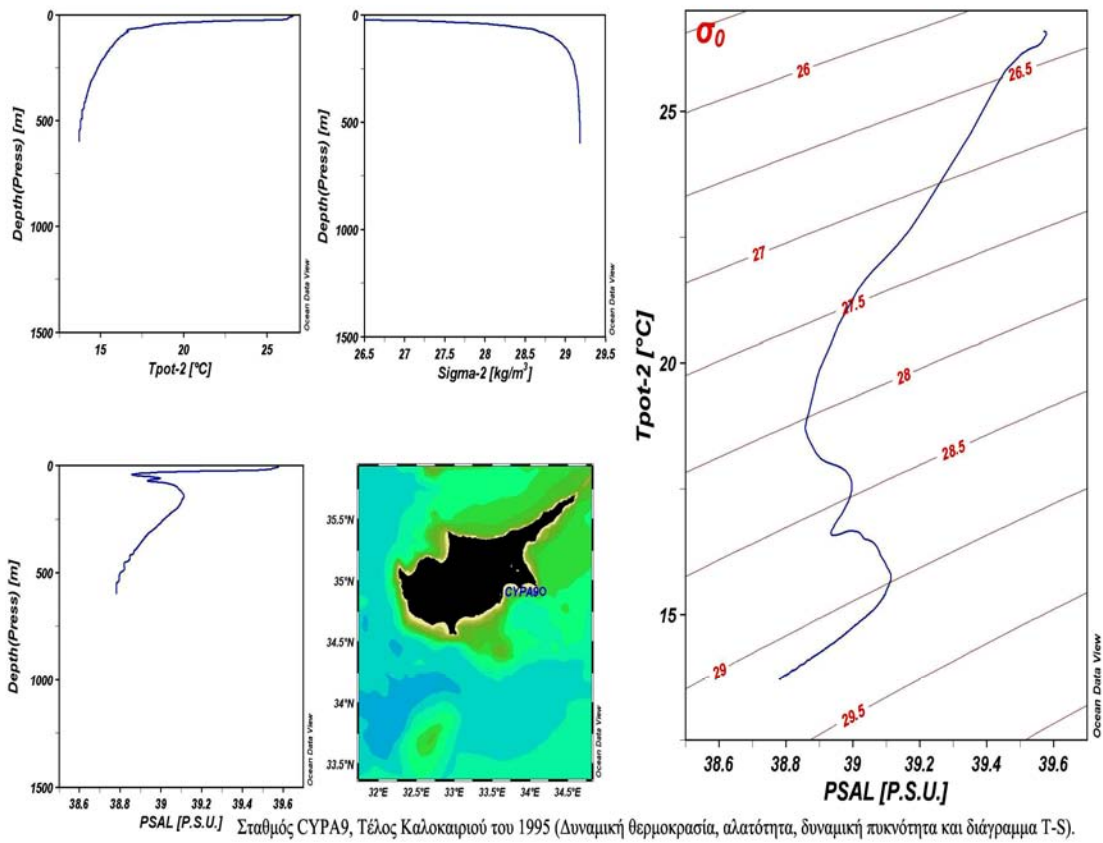 0
500
1000
1500
Depth(Press) [m]
15 20 25
Tpot-2 [°C]
Ocean Data View
0
500
1000
1500
Depth(Press) [m]
26.5 27 27.5 28 28.5 29 29.5
Sigma-2 [kg/m³]
Ocean Data View
σ0
26
26.5
27
27.5
28
28.5
29
29.5
25
20
15
Tpot-2 [°C]
38.6 38.8 39 39.2 39.4 39.6
PSAL [P.S.U.]
Ocean Data View
0
500
1000
1500
Depth(Press) [m]
38.6 38.8 39 39.2 39.4 39.6
PSAL [P.S.U.]
Ocean Data View
35.5°N
35°N
34.5°N
34°N
33.5°N
CYPA9O
32°E 32.5°E 33°E 33.5°E 34°E 34.5°E
Ocean Data View
Σταθμός CYPA9, Τέλος Καλοκαιριού του 1995 (Δυναμική θερμοκρασία, αλατότητα, δυναμική πυκνότητα και διάγραμμα T-S).